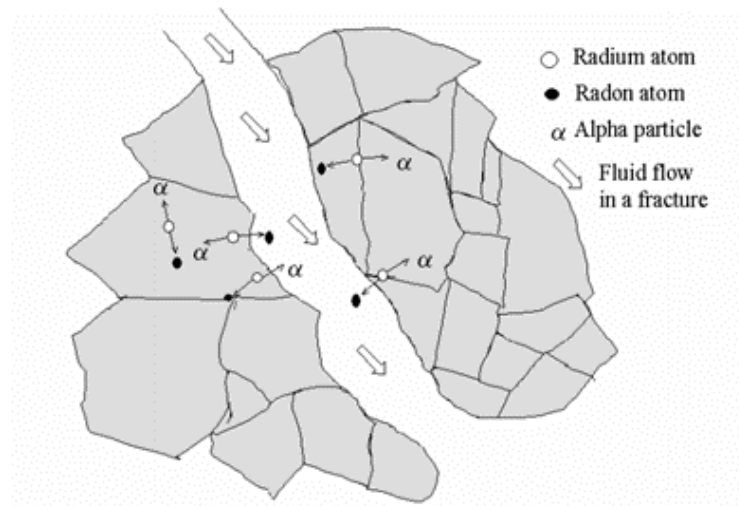 Radium atom
Radon atom
α Alpha particle
Fluid flow
in a fracture
α
α
α
α
α